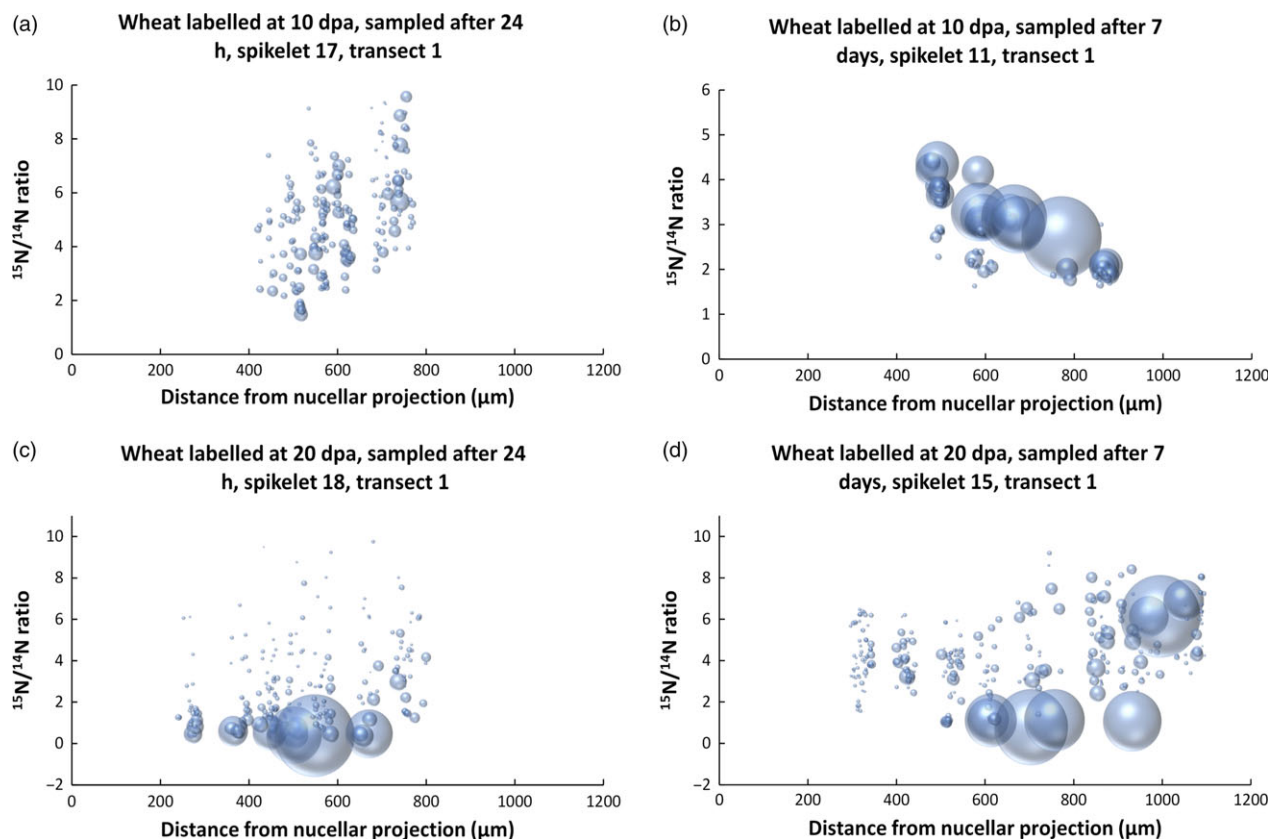 (a)
Wheat labelled at 10 dpa, sampled after 24
h, spikelet 17, transect 1
10
8
6
4
2
0
¹⁵N/¹⁴N ratio
0 200 400 600 800 1000 1200
Distance from nucellar projection (µm)
(b)
Wheat labelled at 10 dpa, sampled after 7
days, spikelet 11, transect 1
6
5
4
3
2
1
0
¹⁵N/¹⁴N ratio
0 200 400 600 800 1000 1200
Distance from nucellar projection (µm)
(c)
Wheat labelled at 20 dpa, sampled after 24
h, spikelet 18, transect 1
10
8
6
4
2
0
−2
¹⁵N/¹⁴N ratio
0 200 400 600 800 1000 1200
Distance from nucellar projection (µm)
(d)
Wheat labelled at 20 dpa, sampled after 7
days, spikelet 15, transect 1
10
8
6
4
2
0
−2
¹⁵N/¹⁴N ratio
0 200 400 600 800 1000 1200
Distance from nucellar projection (µm)